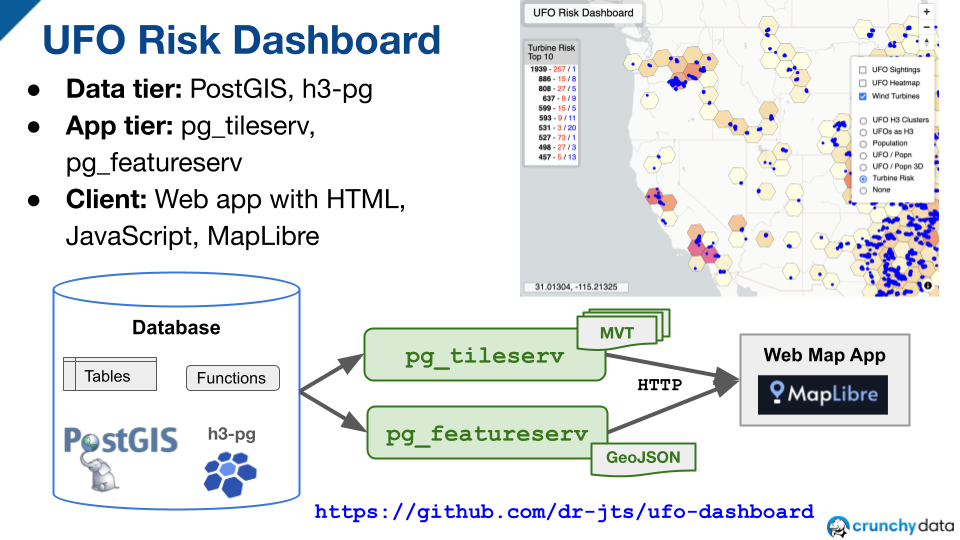 UFO Risk Dashboard
● Data tier: PostGIS, h3-pg
● App tier: pg_tileserv,
pg_featureserv
● Client: Web app with HTML,
JavaScript, MapLibre
UFO Risk Dashboard
Turbine Risk
Top 10
1939 - 257 / 1
886 - 15 / 8
808 - 27 / 5
637 - 9 / 9
599 - 15 / 5
593 - 9 / 11
531 - 3 / 20
527 - 73 / 1
498 - 27 / 3
457 - 5 / 13
+
−
UFO Sightings
UFO Heatmap
Wind Turbines
UFO H3 Clusters
UFOs as H3
Population
UFO / Popn
UFO / Popn 3D
Turbine Risk
None
31.01304, -115.21325
Database
Tables
Functions
PostGIS
h3-pg
pg_tileserv
MVT
HTTP
pg_featureserv
GeoJSON
Web Map App
MapLibre
https://github.com/dr-jts/ufo-dashboard
crunchydata